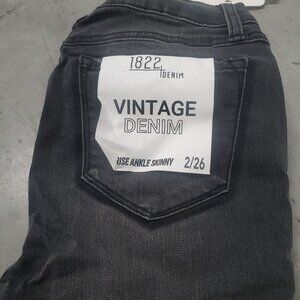 1822
DENIM
VINTAGE
DENIM
RISE ANKLE SKINNY 2/26